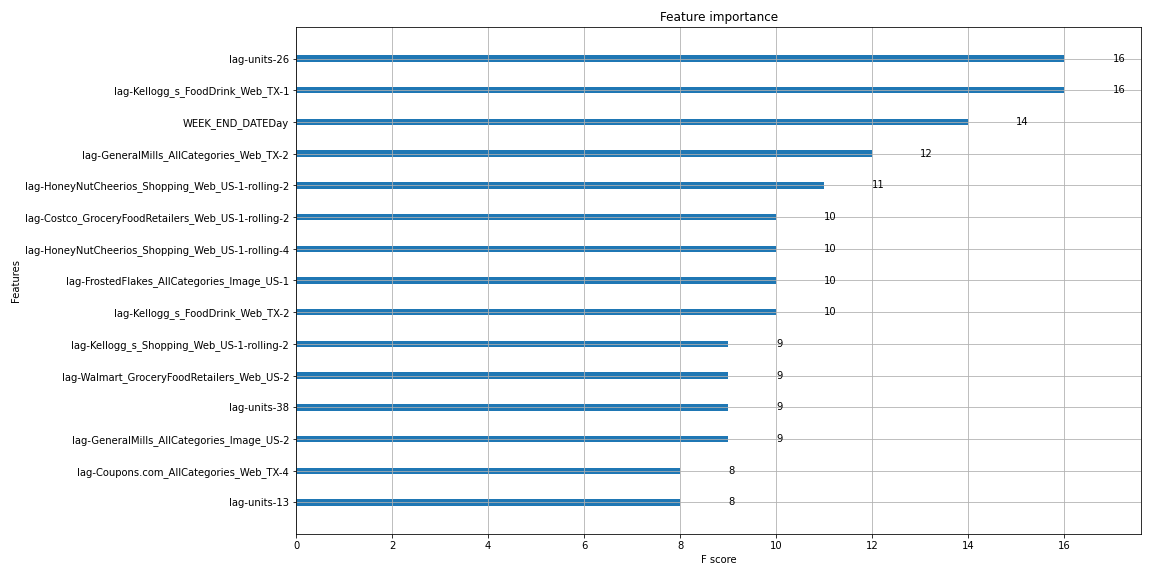 Feature importance
lag-units-26 16
lag-Kellogg_s_FoodDrink_Web_TX-1 16
WEEK_END_DATEDay 14
lag-GeneralMills_AllCategories_Web_TX-2 12
lag-HoneyNutCheerios_Shopping_Web_US-1-rolling-2 11
lag-Costco_GroceryFoodRetailers_Web_US-1-rolling-2 10
lag-HoneyNutCheerios_Shopping_Web_US-1-rolling-4 10
lag-FrostedFlakes_AllCategories_Image_US-1 10
lag-Kellogg_s_FoodDrink_Web_TX-2 10
lag-Kellogg_s_Shopping_Web_US-1-rolling-2 9
lag-Walmart_GroceryFoodRetailers_Web_US-2 9
lag-units-38 9
lag-GeneralMills_AllCategories_Image_US-2 9
lag-Coupons.com_AllCategories_Web_TX-4 8
lag-units-13 8
Features
0 2 4 6 8 10 12 14 16
F score